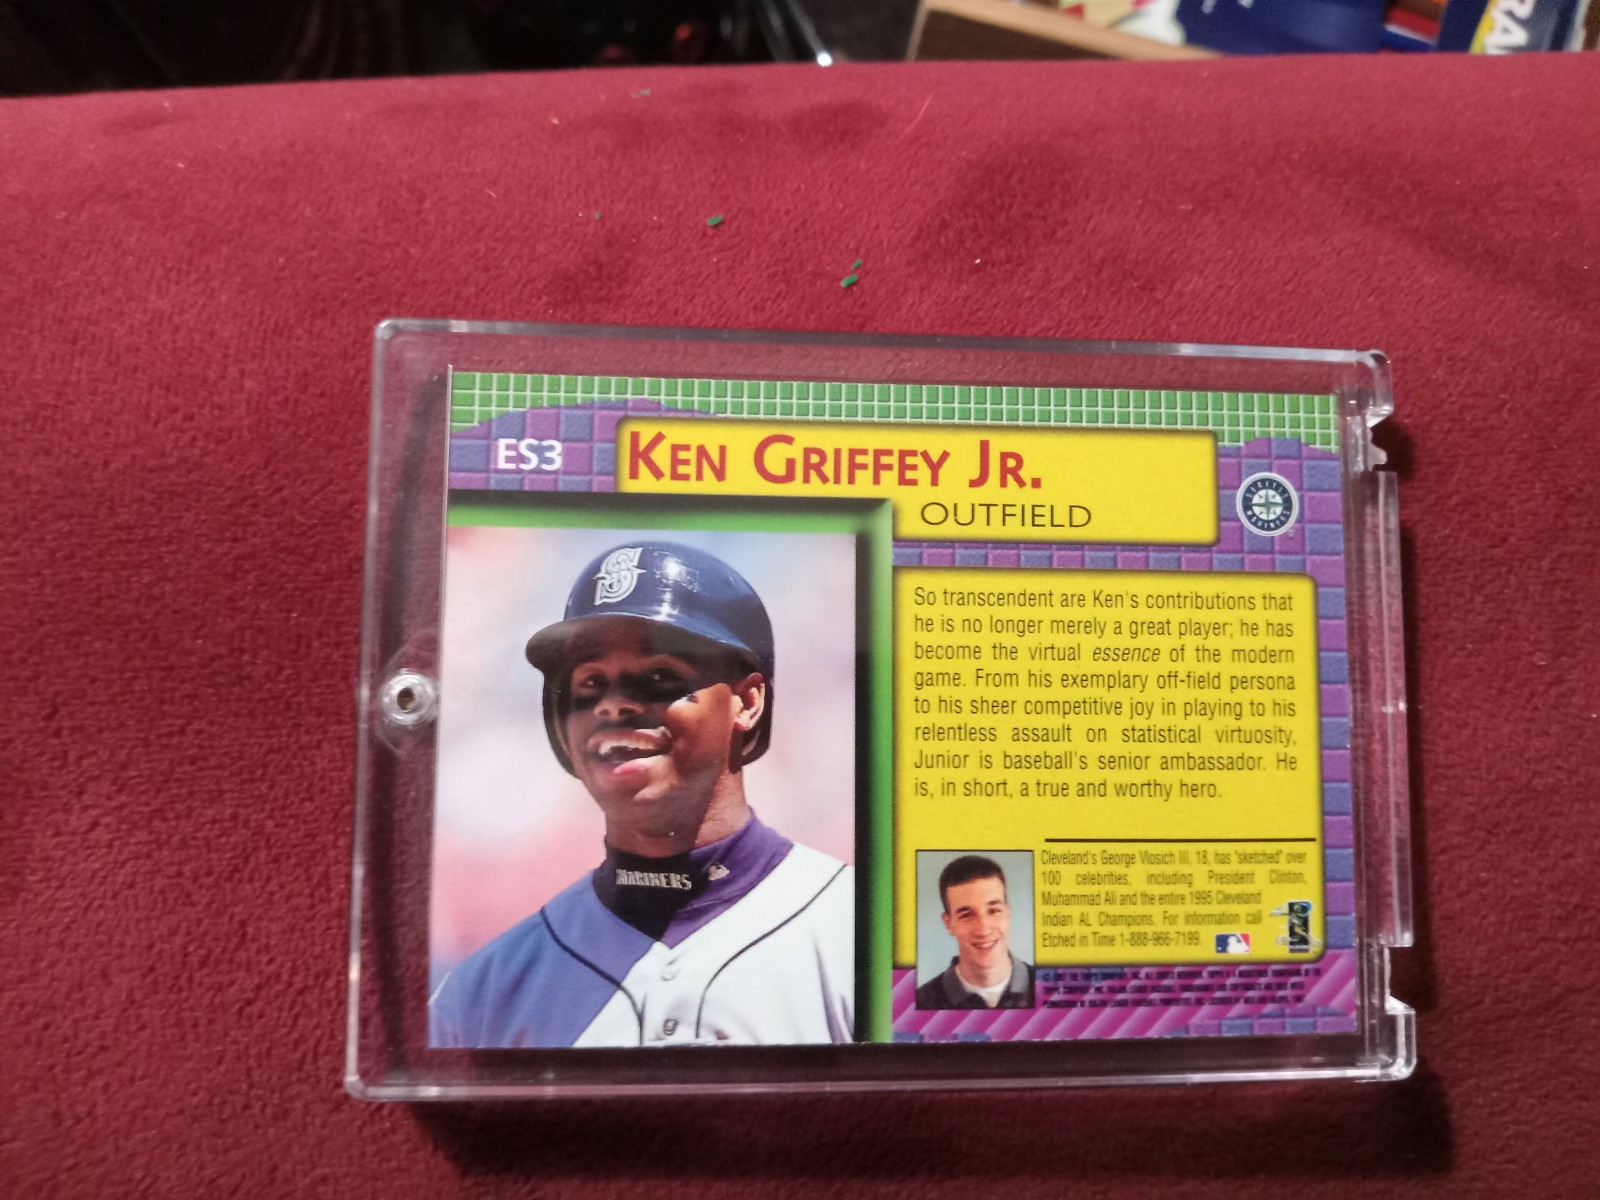 RA
ES3
KEN GRIFFEY JR.
OUTFIELD
So transcendent are Ken's contributions that
he is no longer merely a great player; he has
become the virtual essence of the modern
game. From his exemplary off-field persona
to his sheer competitive joy in playing to his
relentless assault on statistical virtuosity,
Junior is baseball's senior ambassador. He
is, in short, a true and worthy hero.
MARINERS
Cleveland's George Vlosich III, 18, has "sketched" over
100 celebrities, including President Clinton,
Muhammad Ali and the entire 1995 Cleveland
Indian AL Champions. For information call
Etched in Time 1-888-966-7199.